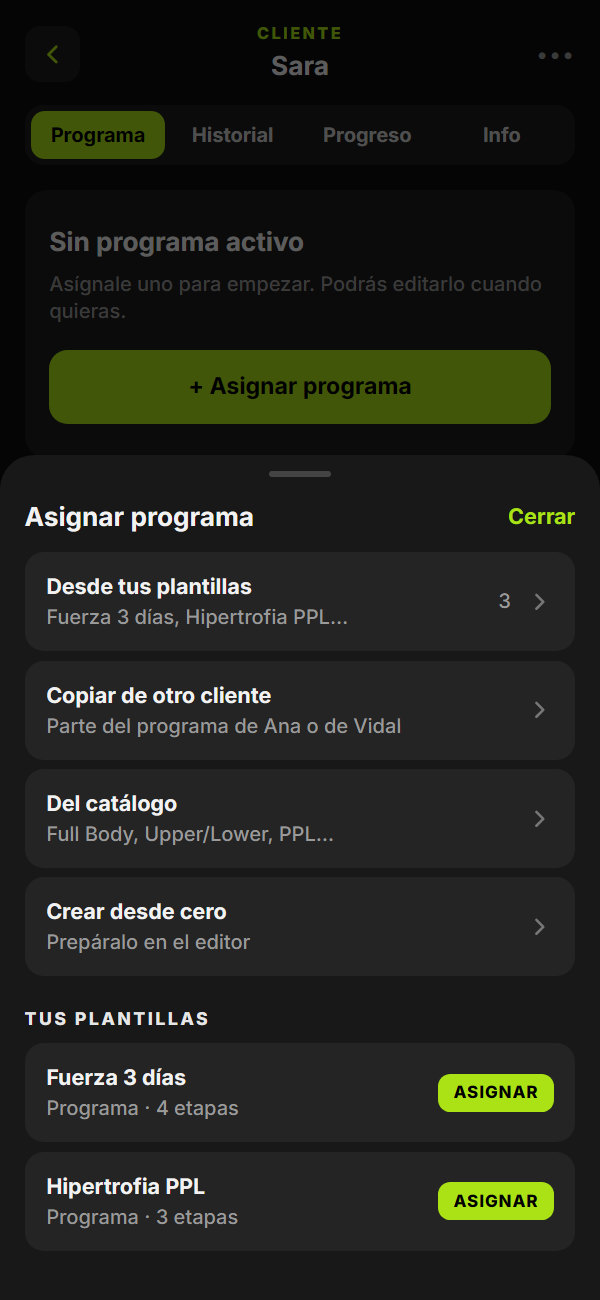 CLIENTE
Sara
Programa
Historial
Progreso
Info
Sin programa activo
Asígnale uno para empezar. Podrás editarlo cuando
quieras.
+ Asignar programa
Asignar programa
Cerrar
Desde tus plantillas
Fuerza 3 días, Hipertrofia PPL...
3
Copiar de otro cliente
Parte del programa de Ana o de Vidal
Del catálogo
Full Body, Upper/Lower, PPL...
Crear desde cero
Prepáralo en el editor
TUS PLANTILLAS
Fuerza 3 días
Programa · 4 etapas
ASIGNAR
Hipertrofia PPL
Programa · 3 etapas
ASIGNAR